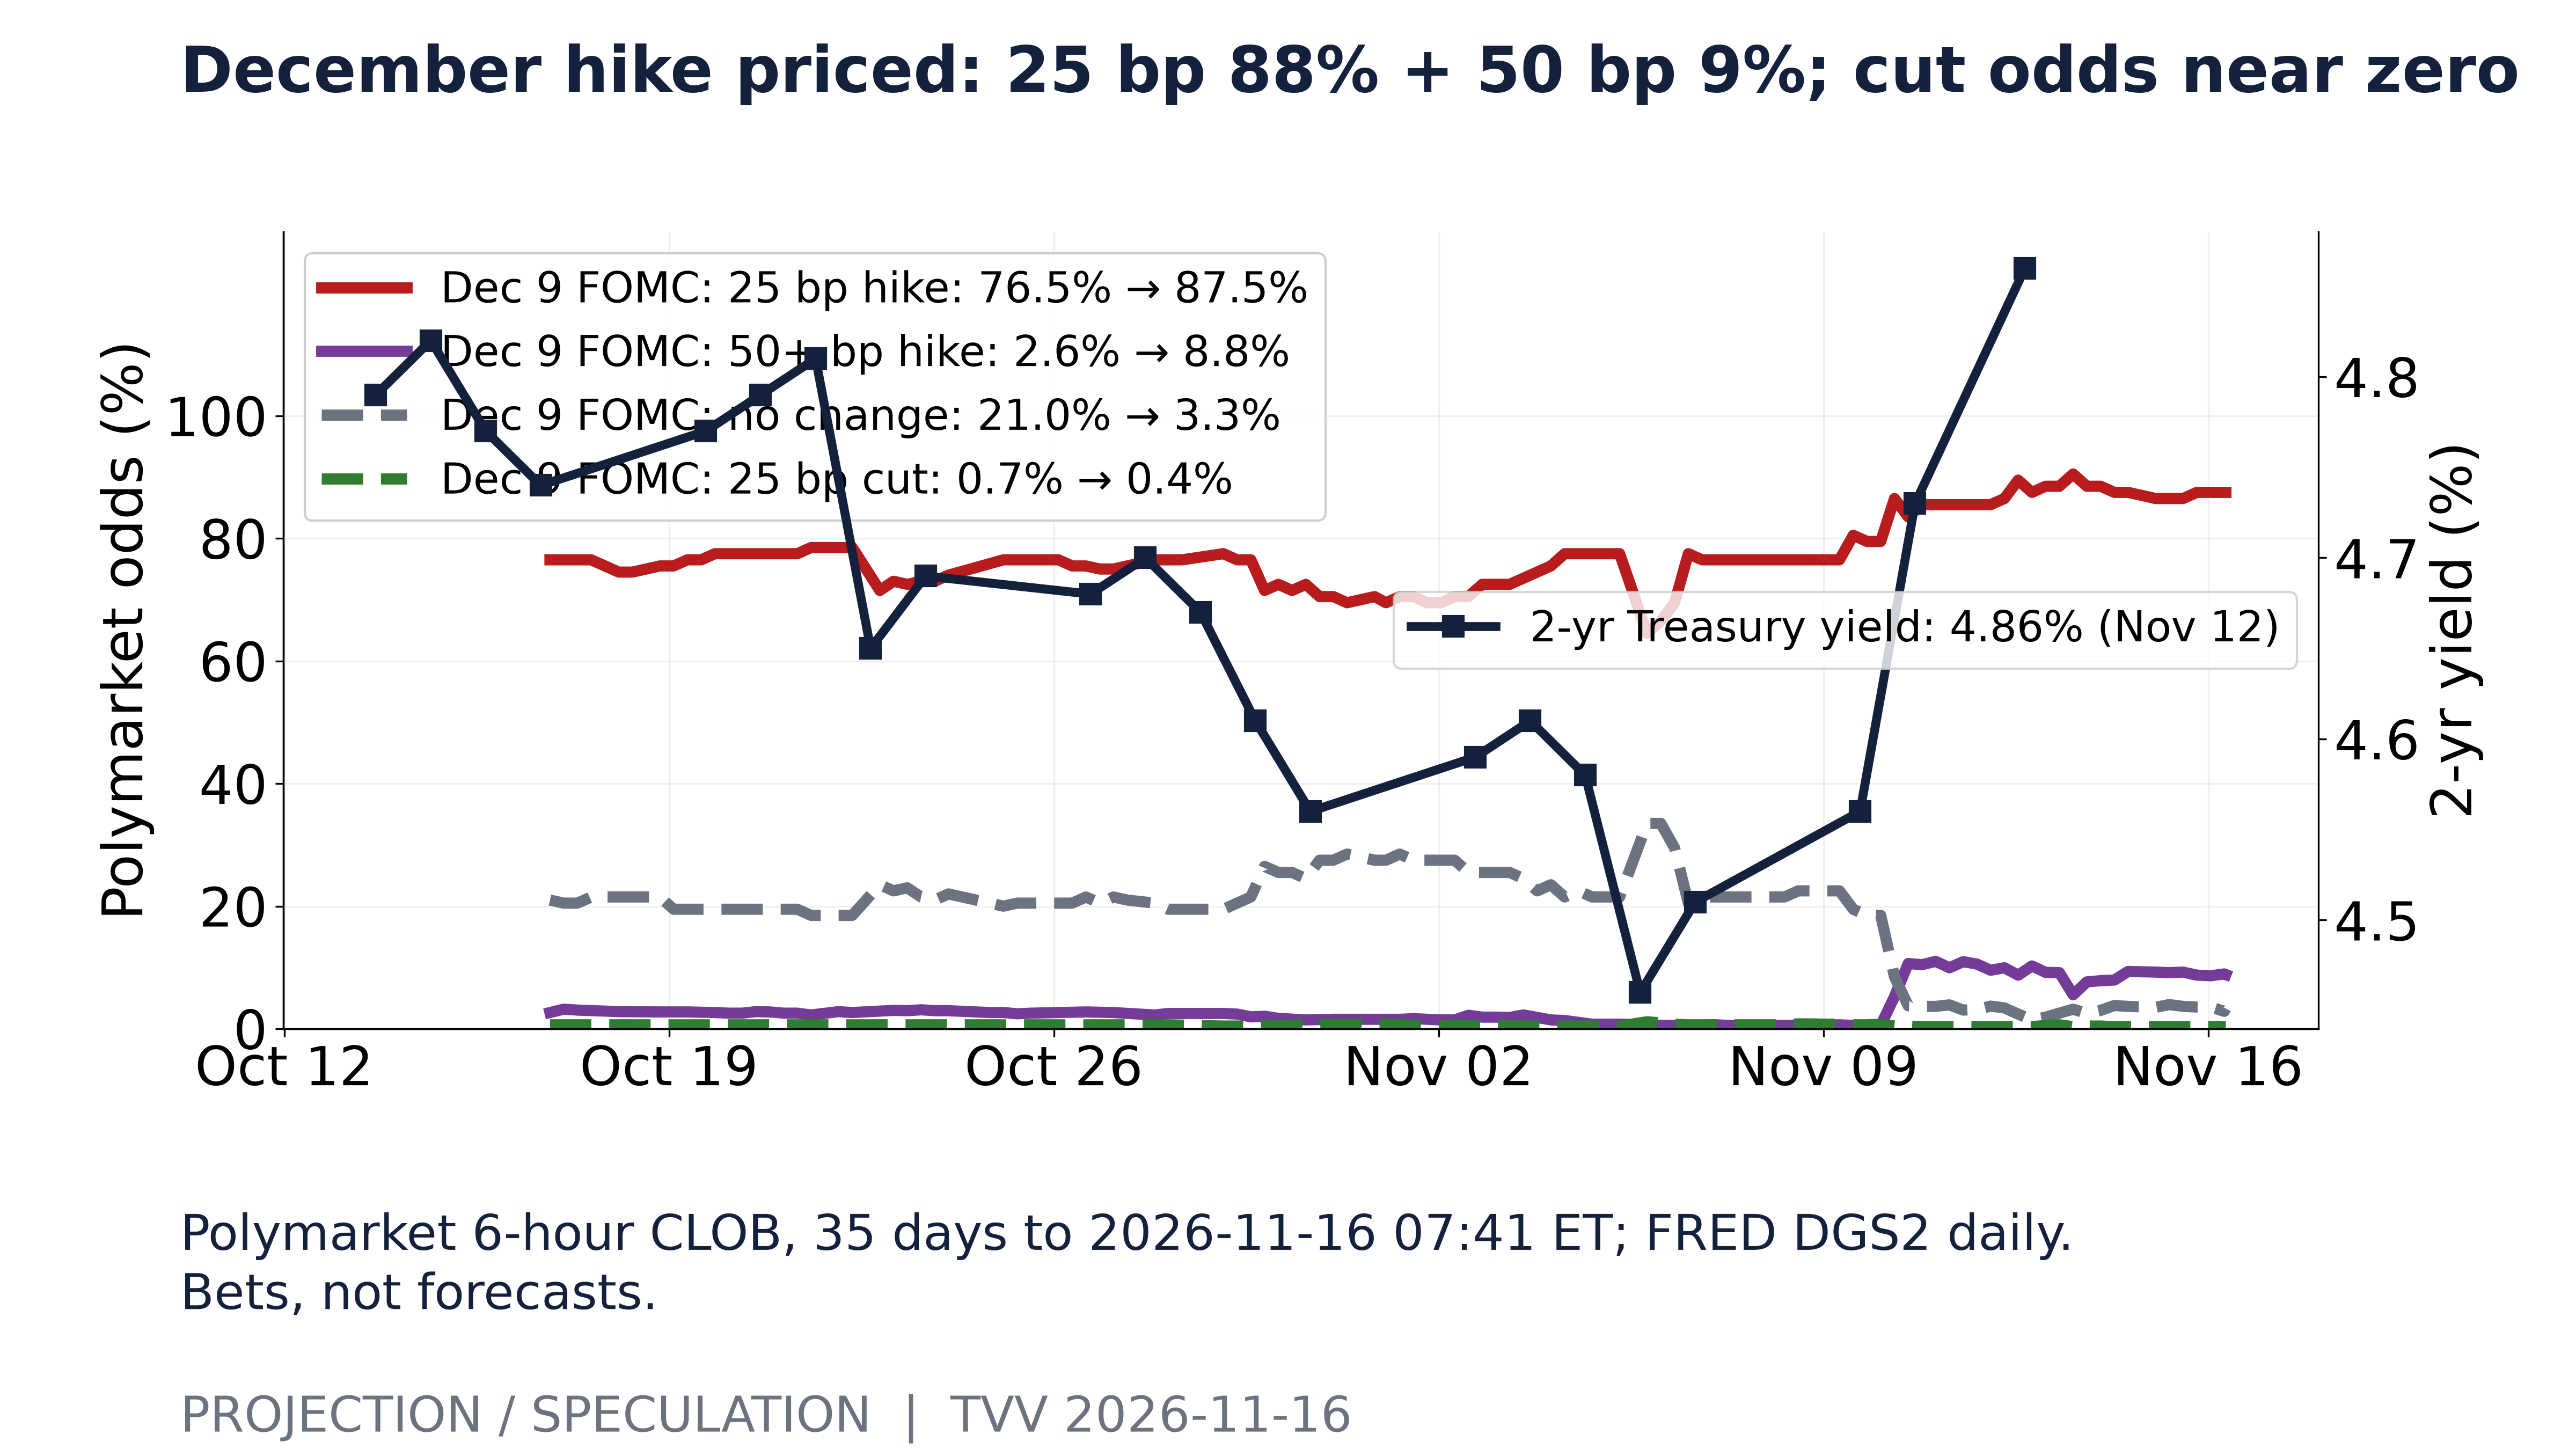 December hike priced: 25 bp 88% + 50 bp 9%; cut odds near zero
Dec 9 FOMC: 25 bp hike: 76.5% → 87.5%
Dec 9 FOMC: 50+ bp hike: 2.6% → 8.8%
Dec 9 FOMC: no change: 21.0% → 3.3%
Dec 9 FOMC: 25 bp cut: 0.7% → 0.4%
2-yr Treasury yield: 4.86% (Nov 12)
Polymarket odds (%)
100
80
60
40
20
0
4.8
4.7
4.6
4.5
2-yr yield (%)
Oct 12
Oct 19
Oct 26
Nov 02
Nov 09
Nov 16
Polymarket 6-hour CLOB, 35 days to 2026-11-16 07:41 ET; FRED DGS2 daily.
Bets, not forecasts.
PROJECTION / SPECULATION | TVV 2026-11-16